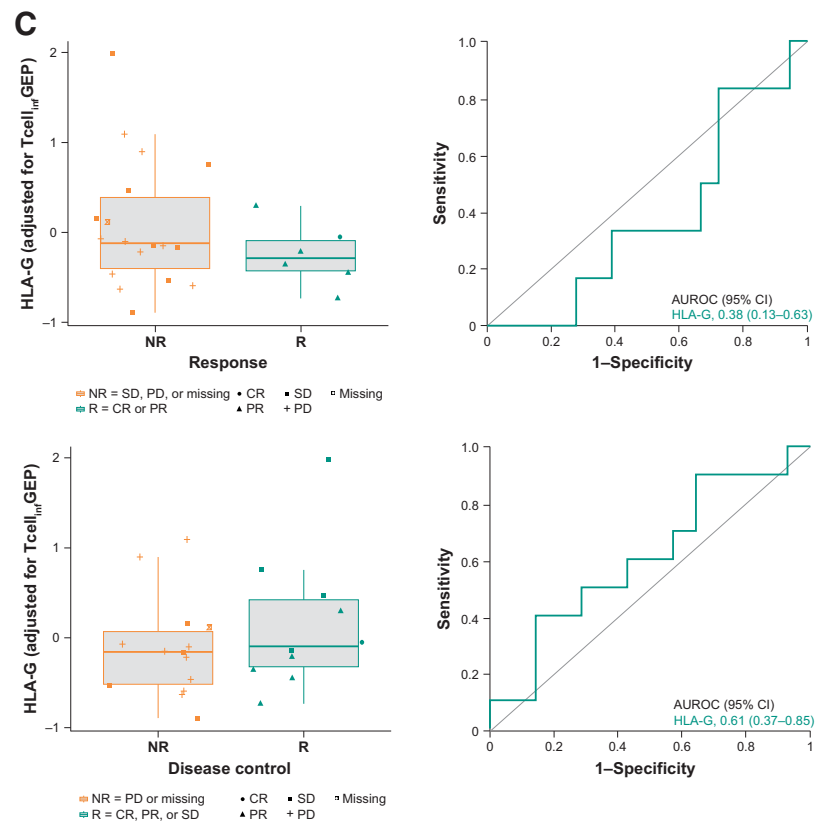 C
HLA-G (adjusted for Tcell_inf GEP)
2
1
0
–1
NR
R
Response
NR = SD, PD, or missing CR SD Missing
R = CR or PR PR PD
Sensitivity
1.0
0.8
0.6
0.4
0.2
0
0 0.2 0.4 0.6 0.8 1
1–Specificity
AUROC (95% CI)
HLA-G, 0.38 (0.13–0.63)
HLA-G (adjusted for Tcell_inf GEP)
2
1
0
–1
NR
R
Disease control
NR = PD or missing CR SD Missing
R = CR, PR, or SD PR PD
Sensitivity
1.0
0.8
0.6
0.4
0.2
0
0 0.2 0.4 0.6 0.8 1
1–Specificity
AUROC (95% CI)
HLA-G, 0.61 (0.37–0.85)